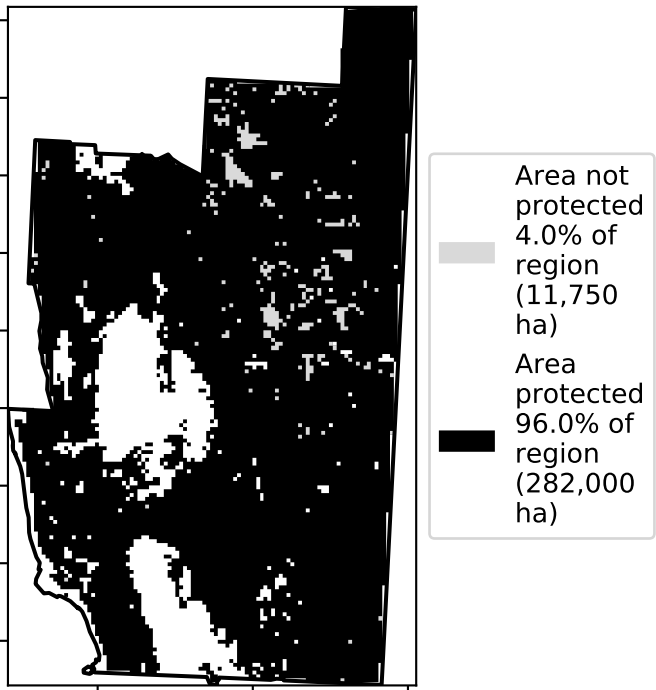 Area not
protected
4.0% of
region
(11,750
ha)
Area
protected
96.0% of
region
(282,000
ha)